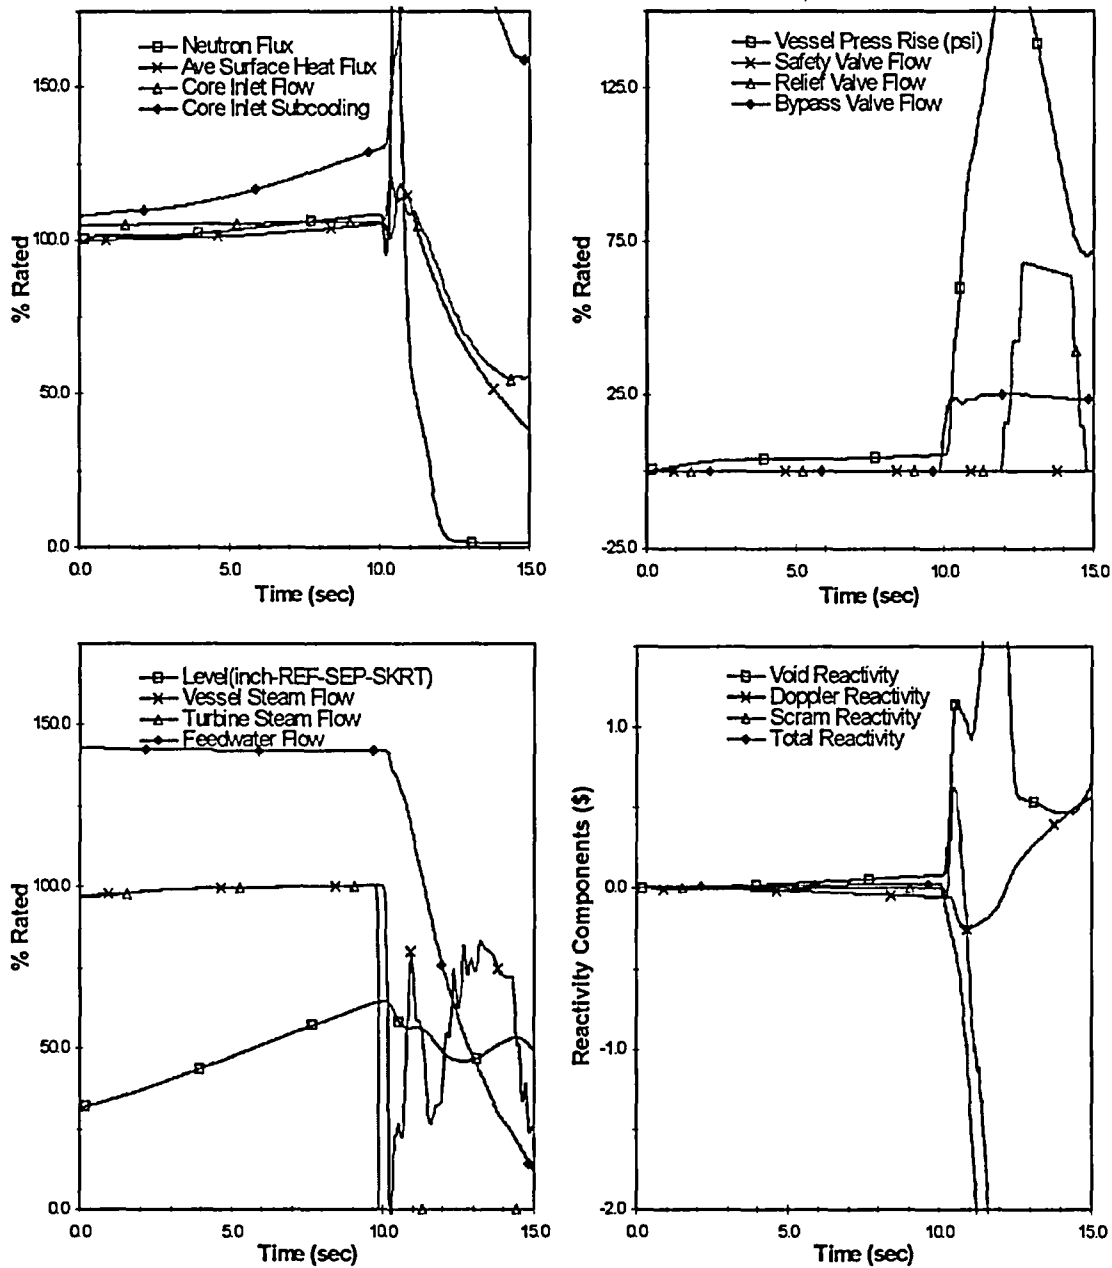 Neutron Flux
Ave Surface Heat Flux
Core Inlet Flow
Core Inlet Subcoding
150.0
100.0
50.0
0.0
% Rated
0.0 5.0 10.0 15.0
Time (sec)
Vessel Press Rise (psi)
Safety Valve Flow
Relief Valve Flow
Bypass Valve Flow
125.0
75.0
25.0
-25.0
% Rated
0.0 5.0 10.0 15.0
Time (sec)
Level(inch-REF-SEP-SKRT)
Vessel Steam Flow
Turbine Steam Flow
Feedwater Flow
150.0
100.0
50.0
0.0
% Rated
0.0 5.0 10.0 15.0
Time (sec)
Void Reactivity
Doppler Reactivity
Scram Reactivity
Total Reactivity
1.0
0.0
-1.0
-2.0
Reactivity Components ($)
0.0 5.0 10.0 15.0
Time (sec)